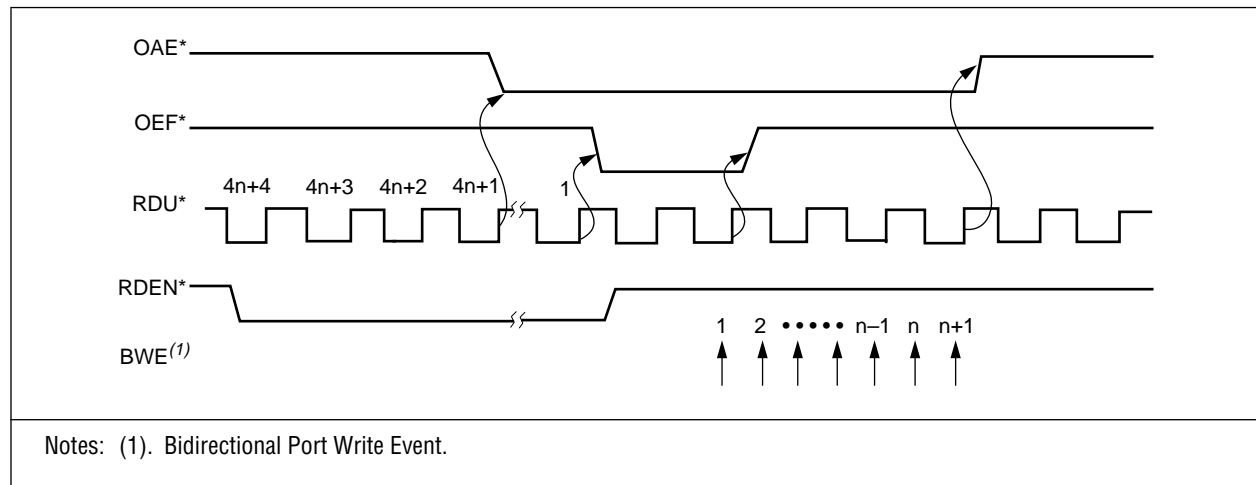 OAE*
OEF*
4n+4 4n+3 4n+2 4n+1 1
RDU*
RDEN*
1 2 ••••• n–1 n n+1
BWE(1)
Notes: (1). Bidirectional Port Write Event.